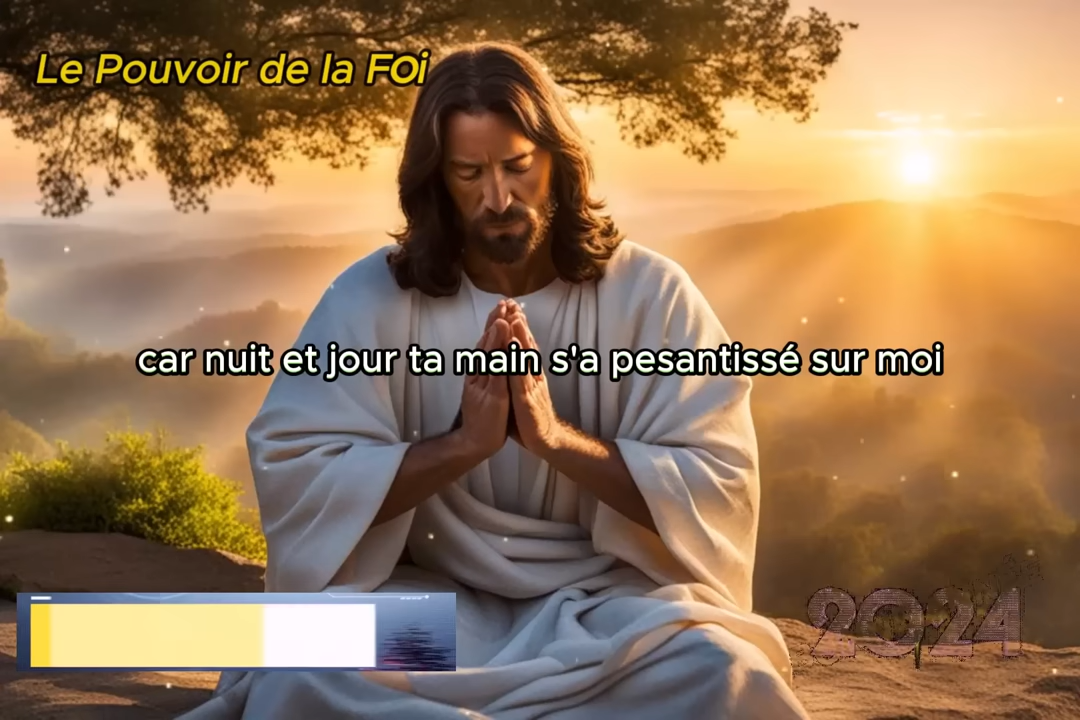 Le Pouvoir de la FOi
car nuit et jour ta main s'a pesantissé sur moi
2024